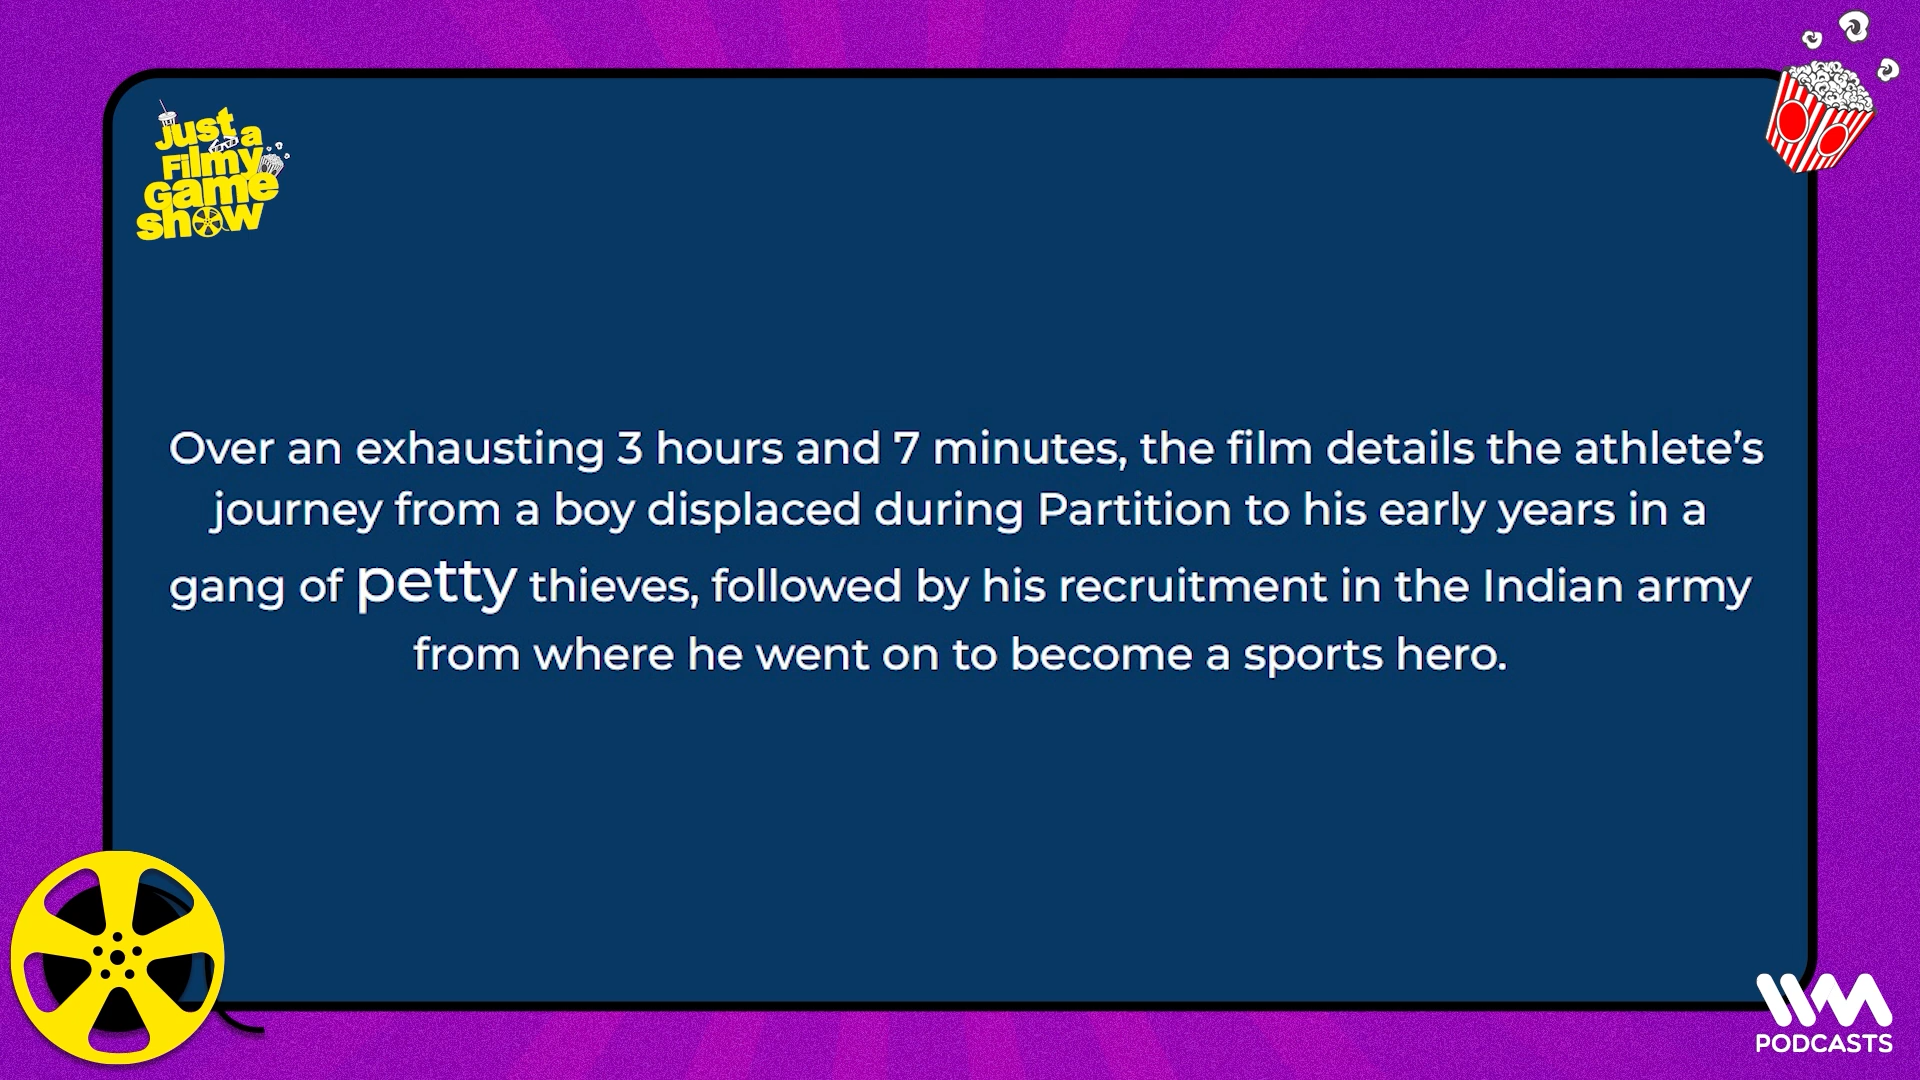 Just a
Filmy
Game
show
Over an exhausting 3 hours and 7 minutes, the film details the athlete’s
journey from a boy displaced during Partition to his early years in a
gang of petty thieves, followed by his recruitment in the Indian army
from where he went on to become a sports hero.
IVM
PODCASTS